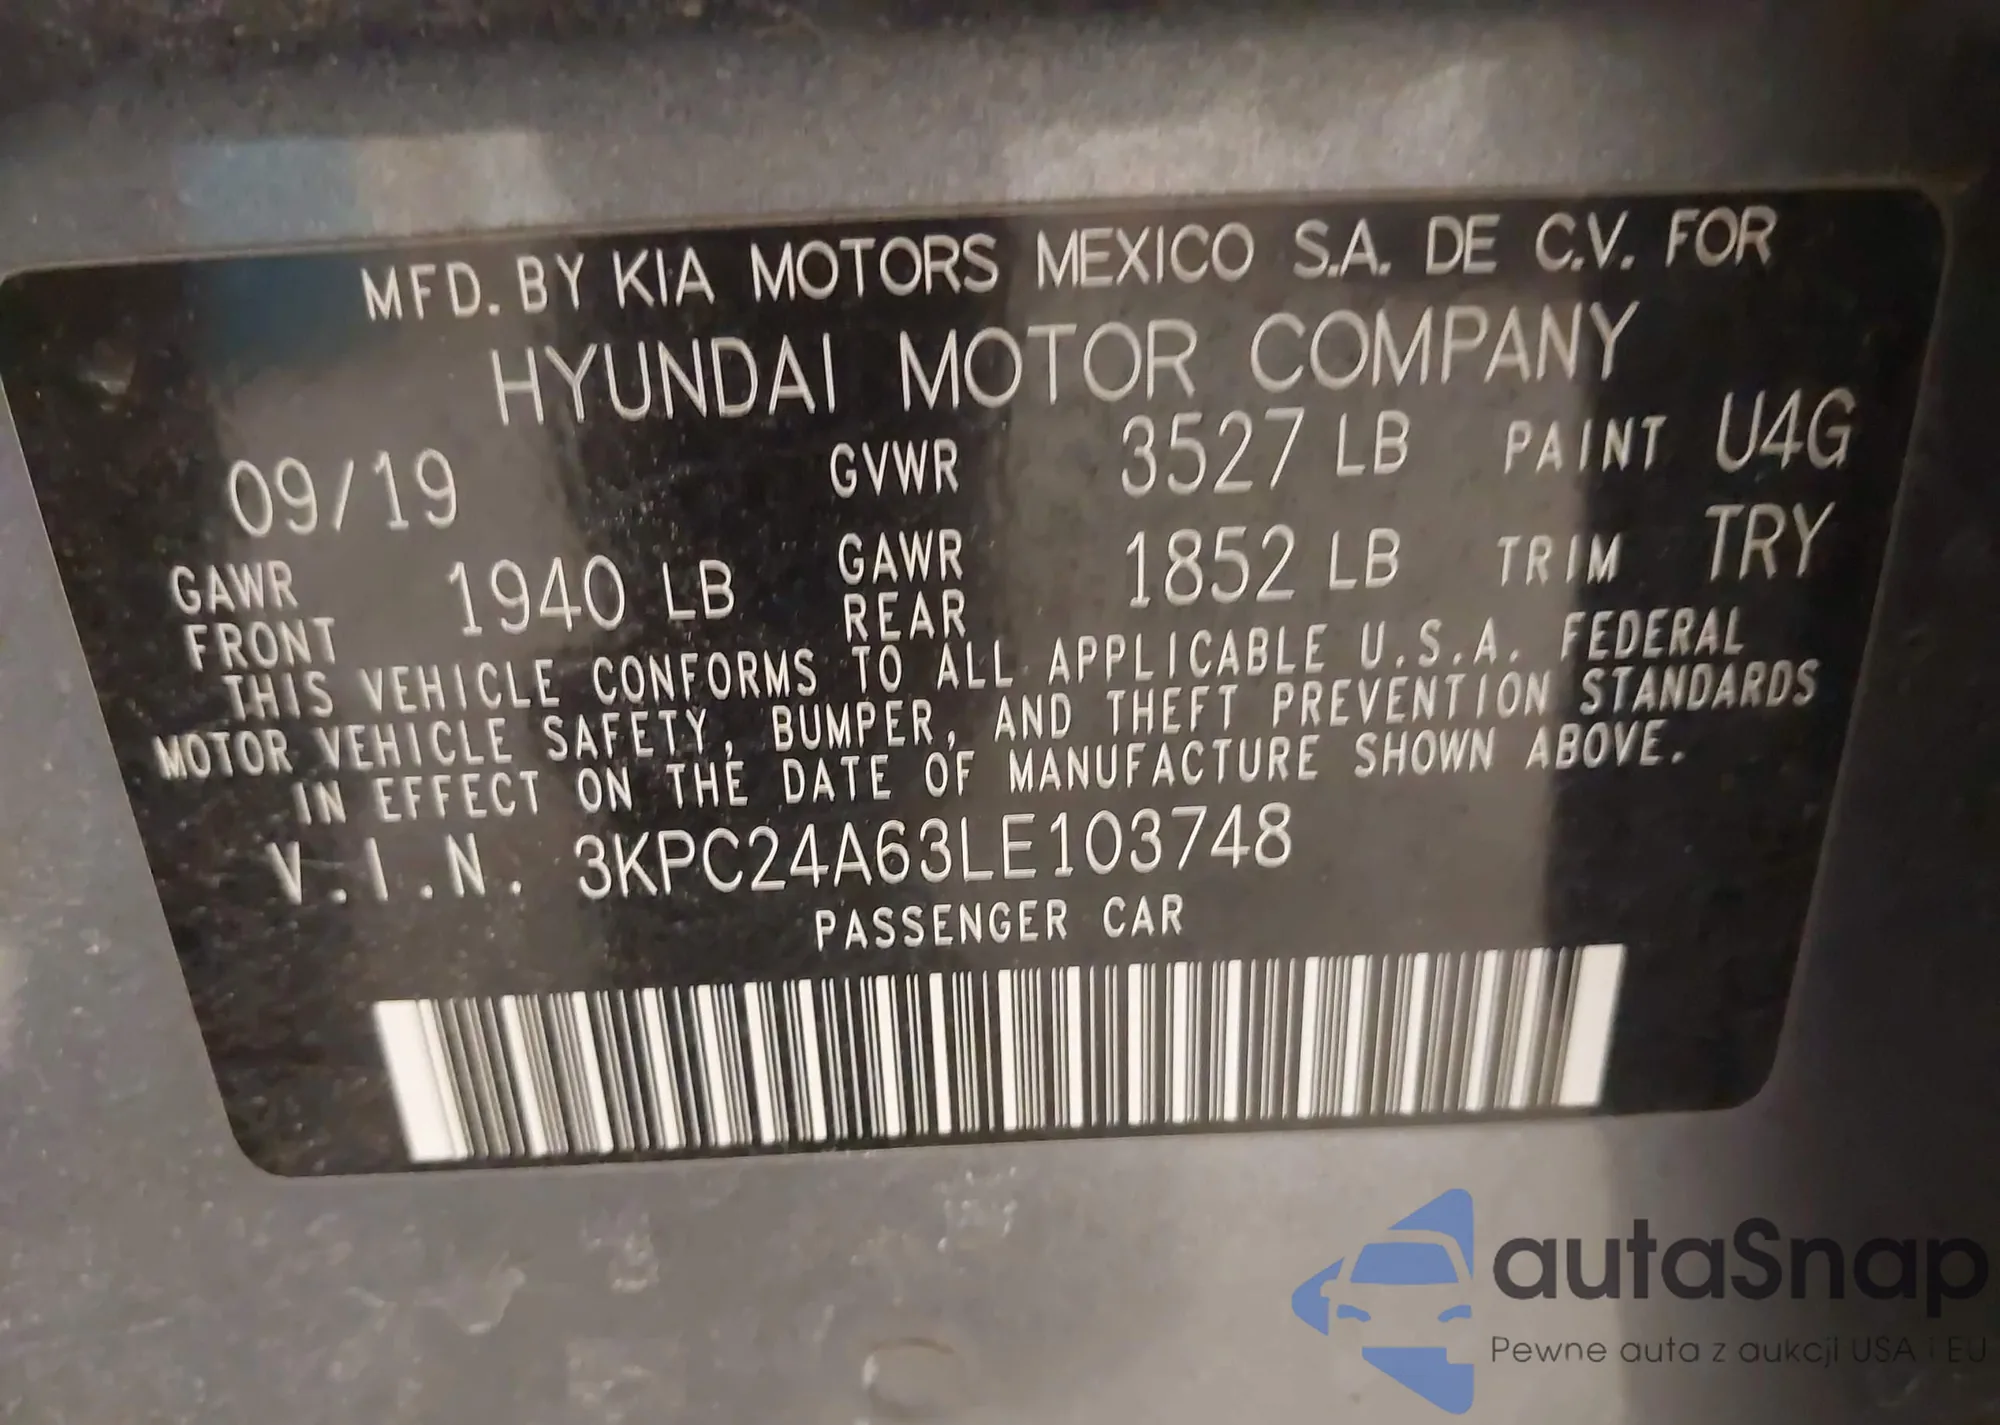 MFD. BY KIA MOTORS MEXICO S.A. DE C.V. FOR
HYUNDAI MOTOR COMPANY
09/19 GVWR 3527 LB PAINT U4G
GAWR FRONT 1940 LB GAWR REAR 1852 LB TRIM TRY
THIS VEHICLE CONFORMS TO ALL APPLICABLE U.S.A. FEDERAL
MOTOR VEHICLE SAFETY, BUMPER, AND THEFT PREVENTION STANDARDS
IN EFFECT ON THE DATE OF MANUFACTURE SHOWN ABOVE.
V.I.N. 3KPC24A63LE103748
PASSENGER CAR
autaSnap
Pewne auta z aukcji USA i EU